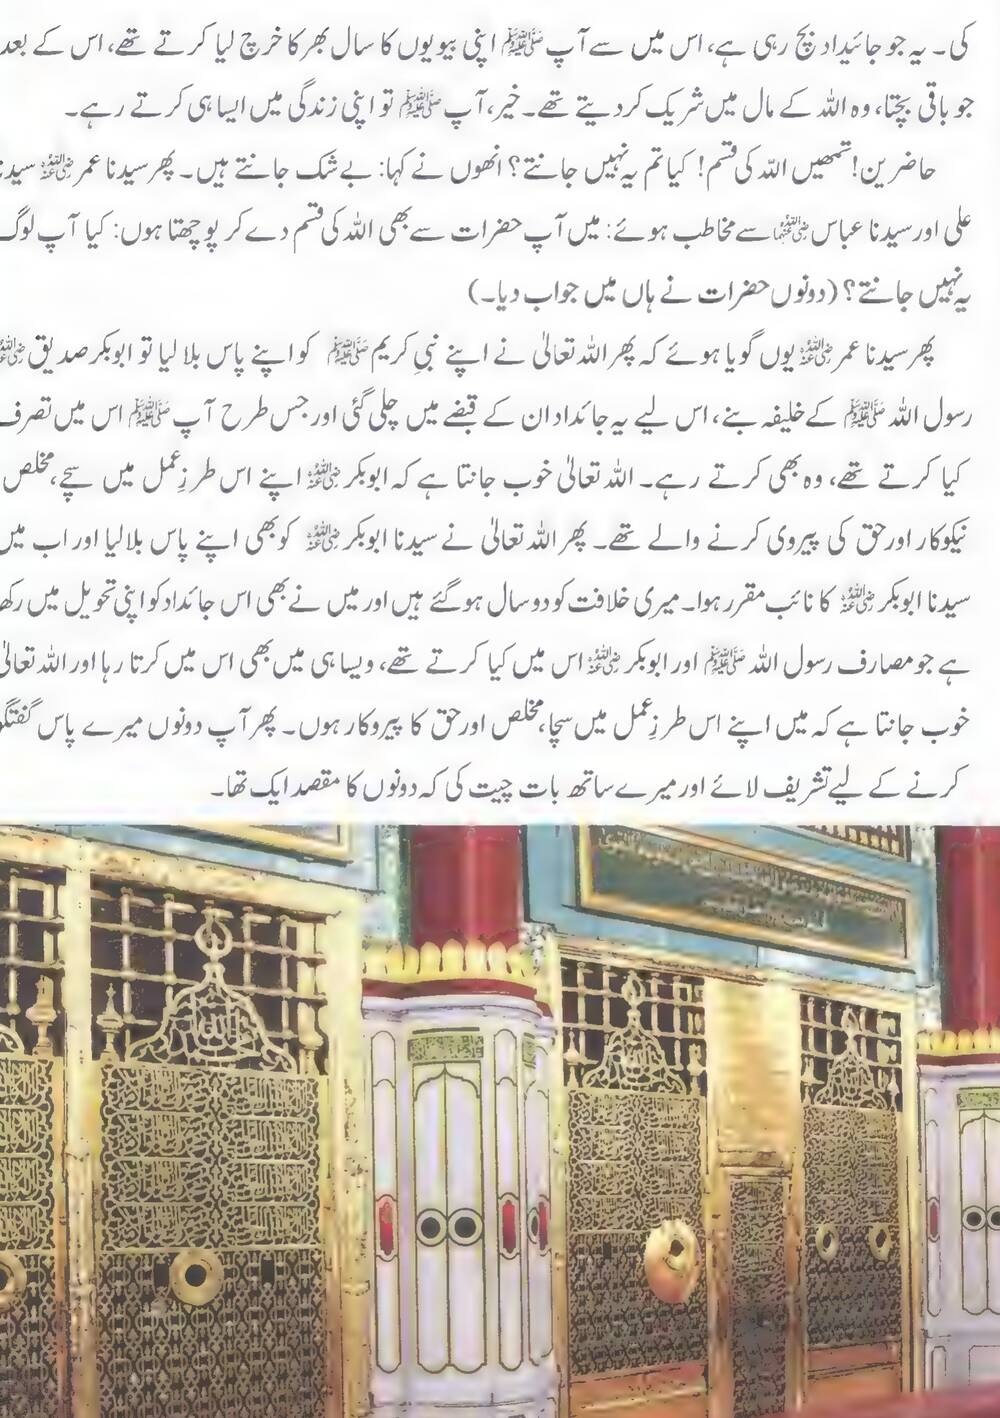 کی۔ یہ جو جائیداد بچ رہی ہے، اس میں سے آپ ﷺ اپنی بیویوں کا سال بھر کا خرچ لیا کرتے تھے، اس کے بعد
جو باقی بچتا، وہ اللہ کے مال میں شریک کر دیتے تھے۔ خیر، آپ ﷺ تو اپنی زندگی میں ایسا ہی کرتے رہے۔
حاضرین! تمھیں اللہ کی قسم! کیا تم یہ نہیں جانتے؟ انھوں نے کہا: بے شک جانتے ہیں۔ پھر سیدنا عمر رضی اللہ عنہ
علی اور سیدنا عباس رضی اللہ عنہما سے مخاطب ہوئے: میں آپ حضرات سے بھی اللہ کی قسم دے کر پوچھتا ہوں: کیا آپ لوگ
یہ نہیں جانتے؟ (دونوں حضرات نے ہاں میں جواب دیا۔)
پھر سیدنا عمر رضی اللہ عنہ یوں گویا ہوئے کہ پھر اللہ تعالیٰ نے اپنے نبیِ کریم ﷺ کو اپنے پاس بلا لیا تو ابوبکر صدیق رضی اللہ عنہ
رسول اللہ ﷺ کے خلیفہ بنے، اس لیے یہ جائداد ان کے قبضے میں چلی گئی اور جس طرح آپ ﷺ اس میں تصرف
کیا کرتے تھے، وہ بھی کرتے رہے۔ اللہ تعالیٰ خوب جانتا ہے کہ ابوبکر رضی اللہ عنہ اپنے اس طرزِ عمل میں سچے، مخلص
نیکوکار اور حق کی پیروی کرنے والے تھے۔ پھر اللہ تعالیٰ نے سیدنا ابوبکر رضی اللہ عنہ کو بھی اپنے پاس بلا لیا اور اب میں
سیدنا ابوبکر رضی اللہ عنہ کا نائب مقرر ہوا۔ میری خلافت کو دو سال ہو گئے ہیں اور میں نے بھی اس جائداد کو اپنی تحویل میں رکھ
ہے جو مصارف رسول اللہ ﷺ اور ابوبکر رضی اللہ عنہ اس میں کیا کرتے تھے، ویسا ہی میں بھی اس میں کرتا رہا اور اللہ تعالیٰ
خوب جانتا ہے کہ میں اپنے اس طرزِ عمل میں سچا، مخلص اور حق کا پیروکار ہوں۔ پھر آپ دونوں میرے پاس گفتگو
کرنے کے لیے تشریف لائے اور میرے ساتھ بات چیت کی کہ دونوں کا مقصد ایک تھا۔